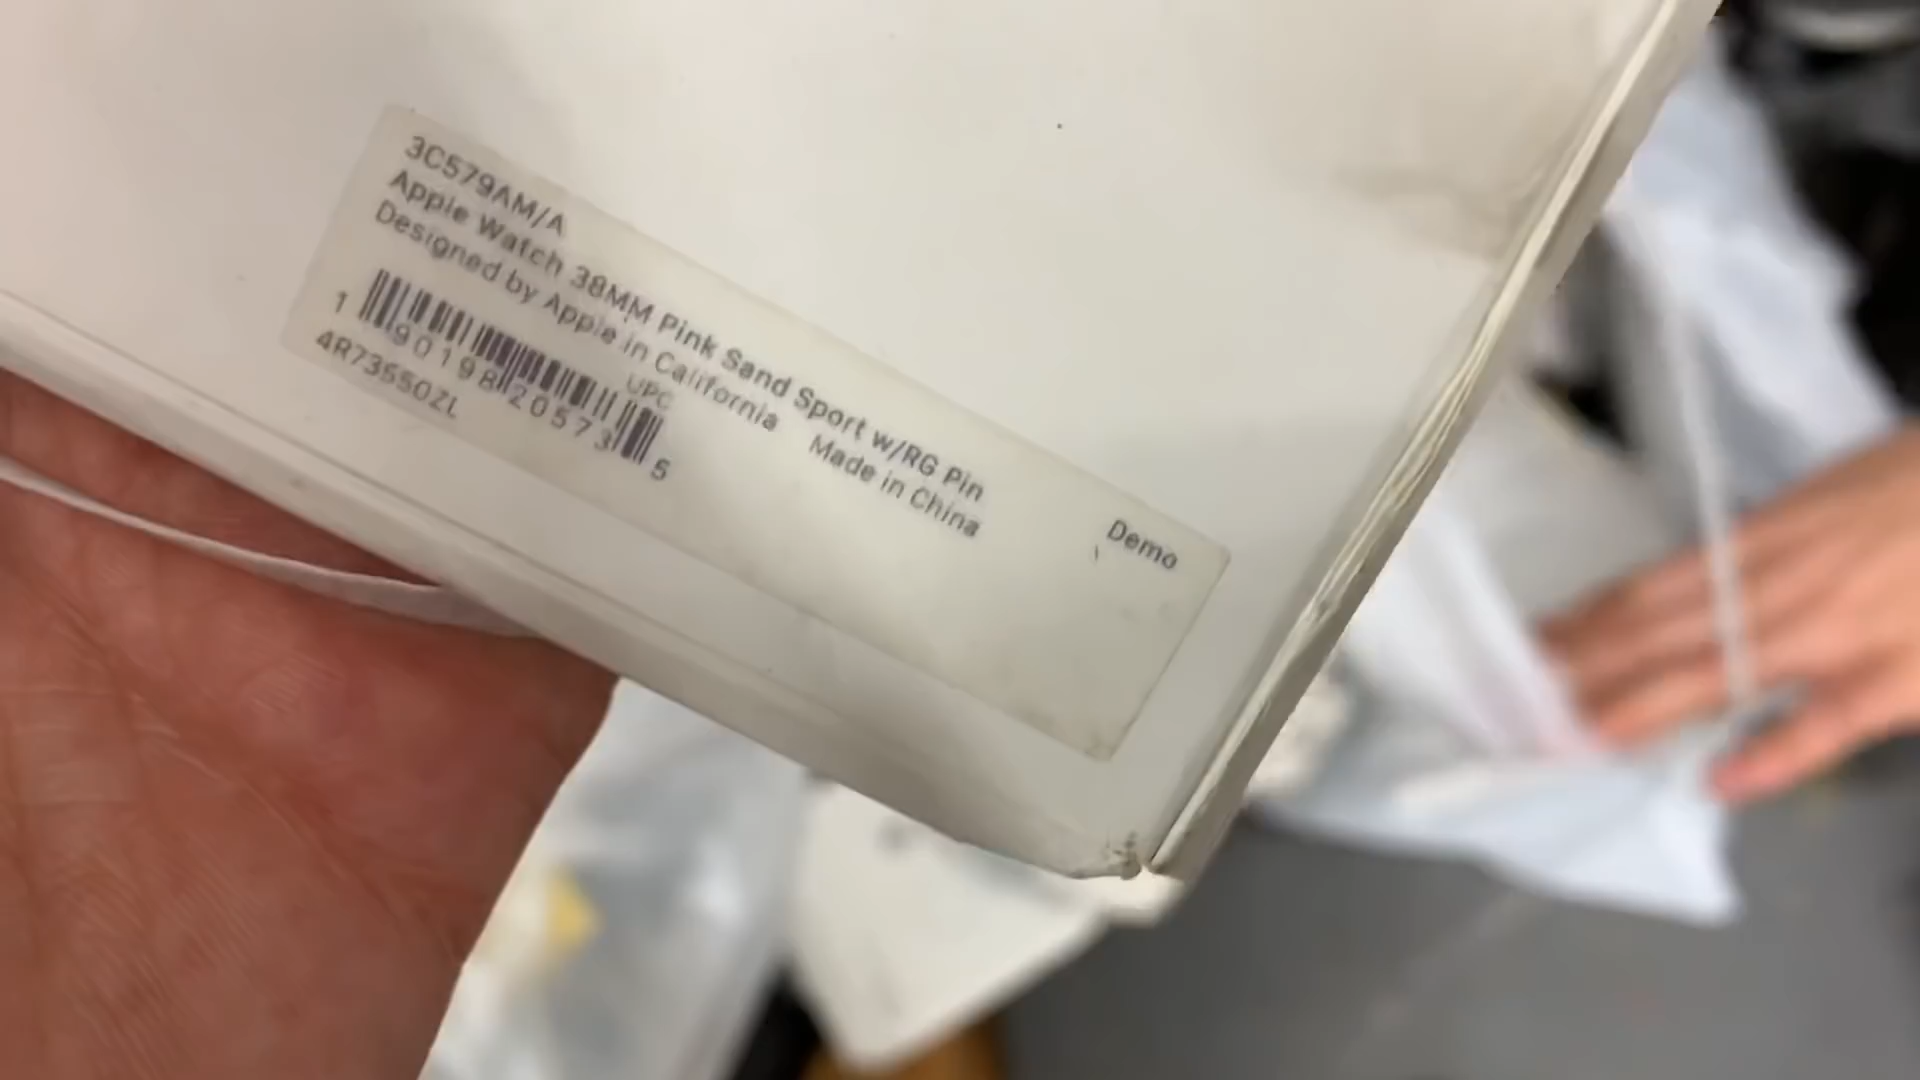 3C579AM/A
Apple Watch 38MM Pink Sand Sport w/RG Pin
Designed by Apple in California Made in China
Demo
UPC
1 90198 20573 5
4R73550ZL